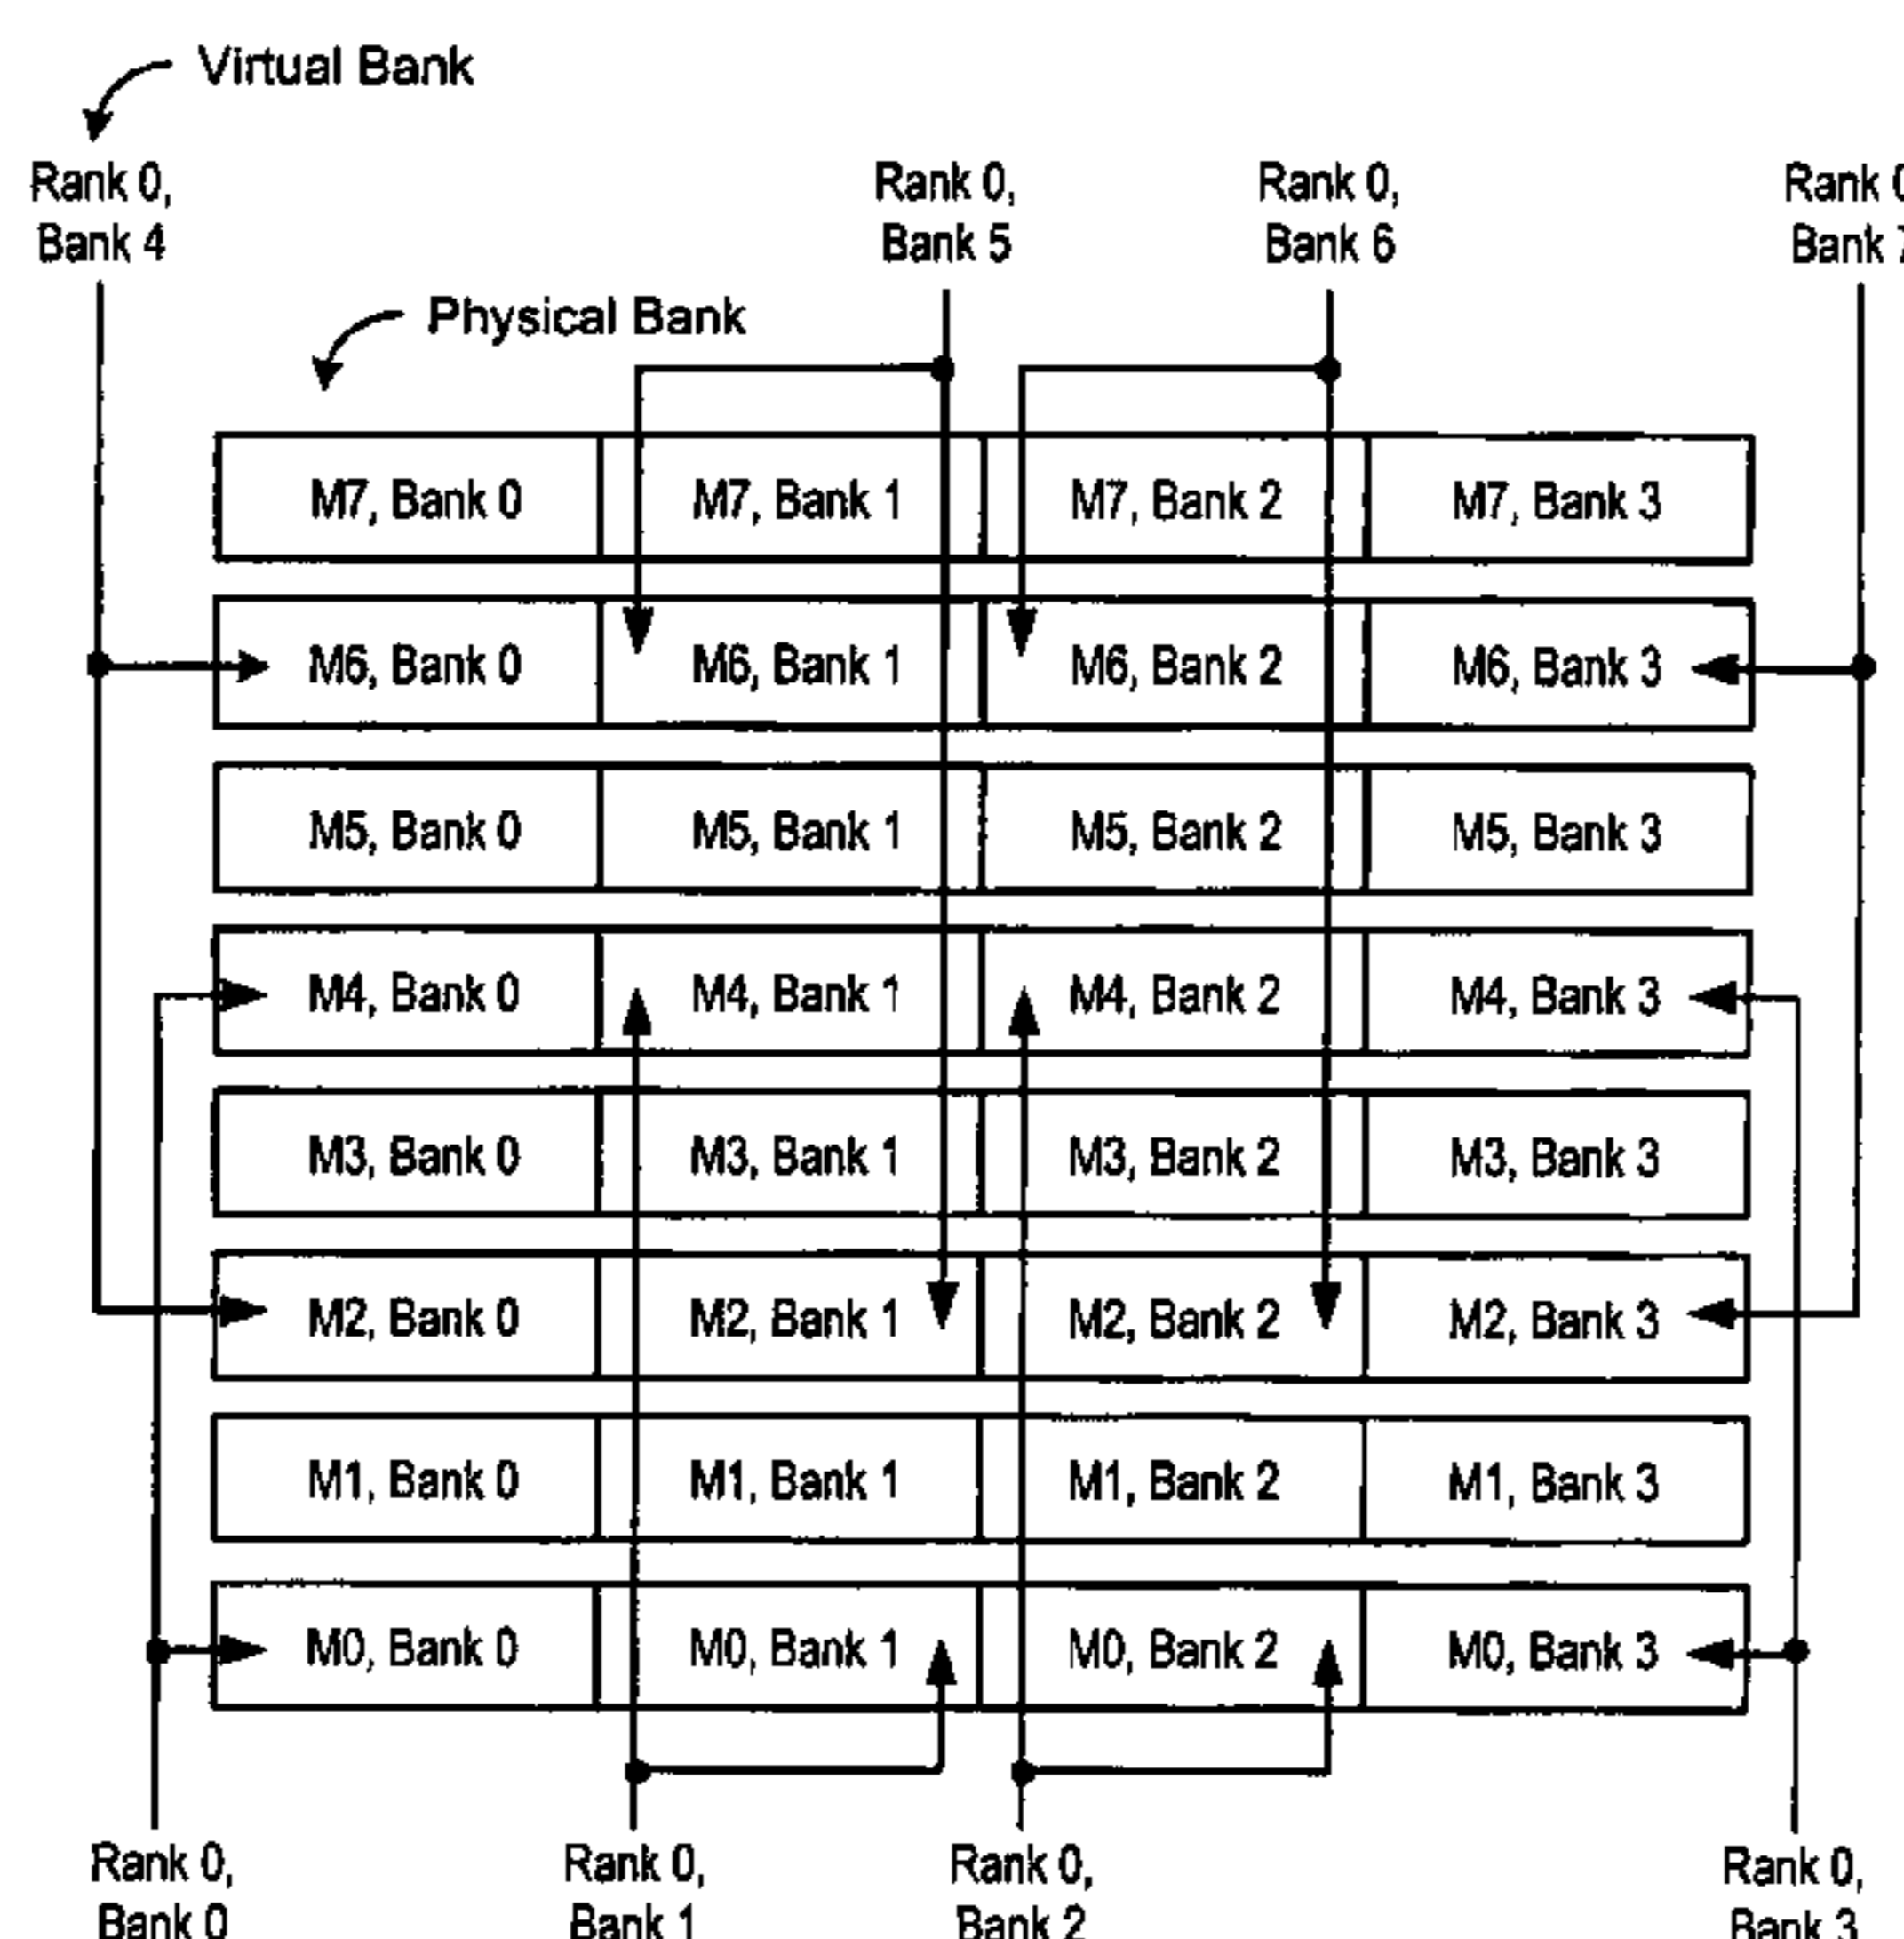 Virtual Bank
Rank 0,
Bank 4
Rank 0,
Bank 5
Rank 0,
Bank 6
Rank 0
Bank 7
Physical Bank
M7, Bank 0 M7, Bank 1 M7, Bank 2 M7, Bank 3
M6, Bank 0 M6, Bank 1 M6, Bank 2 M6, Bank 3
M5, Bank 0 M5, Bank 1 M5, Bank 2 M5, Bank 3
M4, Bank 0 M4, Bank 1 M4, Bank 2 M4, Bank 3
M3, Bank 0 M3, Bank 1 M3, Bank 2 M3, Bank 3
M2, Bank 0 M2, Bank 1 M2, Bank 2 M2, Bank 3
M1, Bank 0 M1, Bank 1 M1, Bank 2 M1, Bank 3
M0, Bank 0 M0, Bank 1 M0, Bank 2 M0, Bank 3
Rank 0,
Bank 0
Rank 0,
Bank 1
Rank 0,
Bank 2
Rank 0,
Bank 3